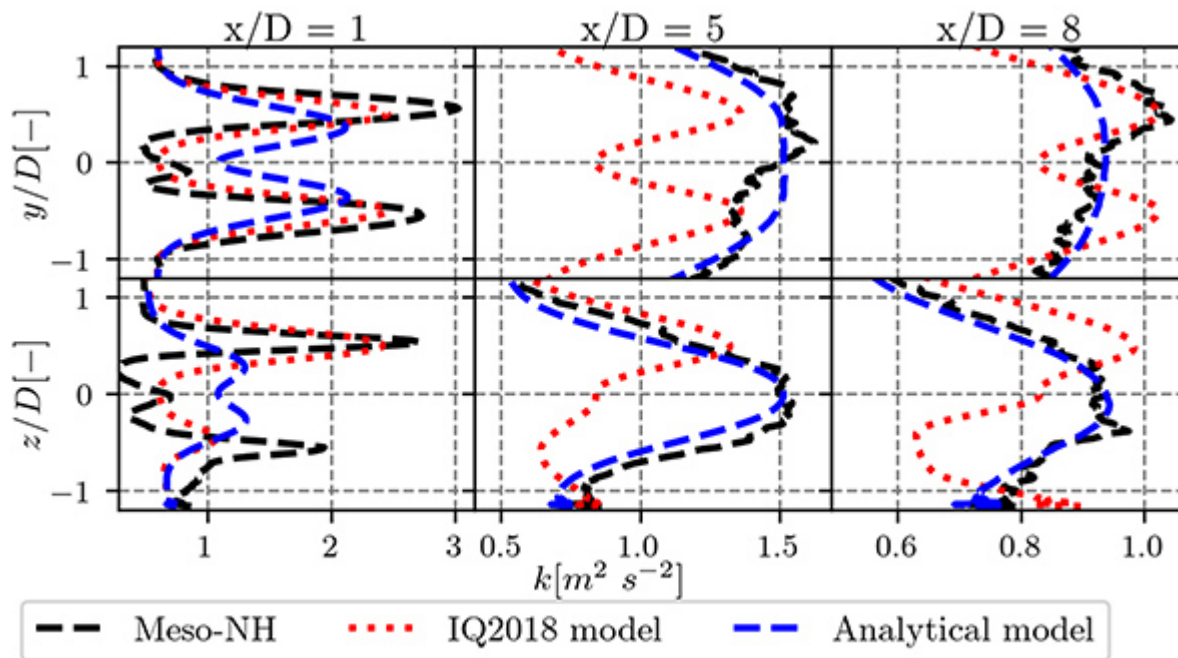 x/D = 1 x/D = 5 x/D = 8
1
y/D[−]
0
−1
1
z/D[−]
0
−1
1 2 3 0.5 1.0 1.5 0.6 0.8 1.0
k[m² s⁻²]
Meso-NH IQ2018 model Analytical model